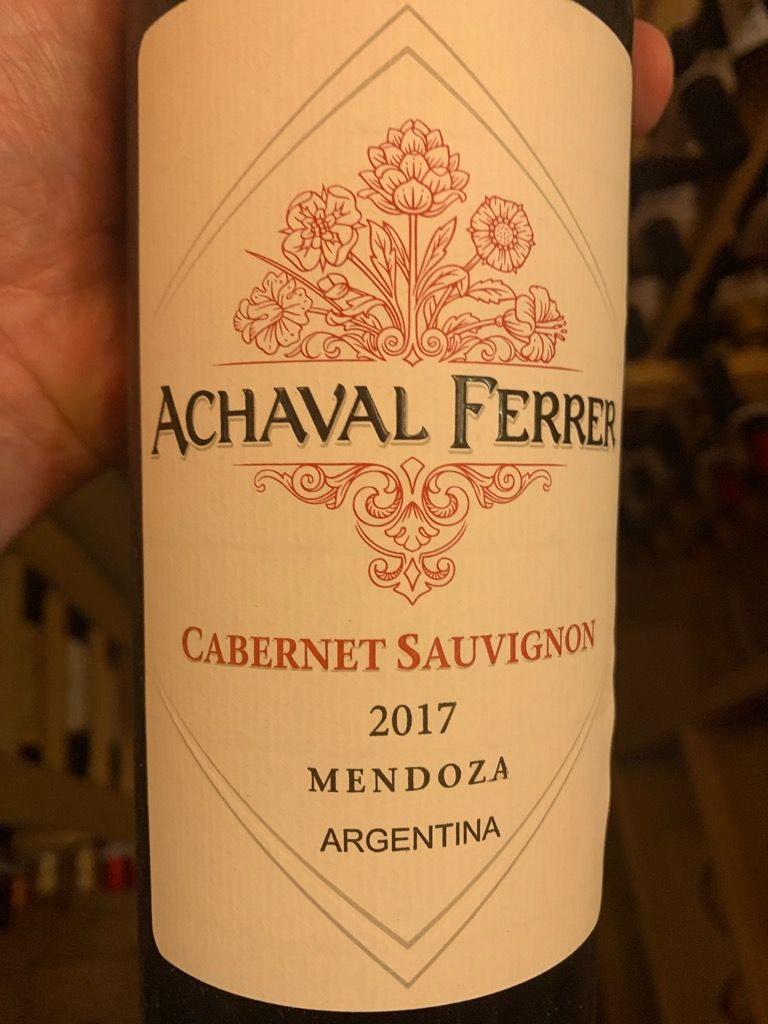 ACHAVAL FERRER
CABERNET SAUVIGNON
2017
MENDOZA
ARGENTINA